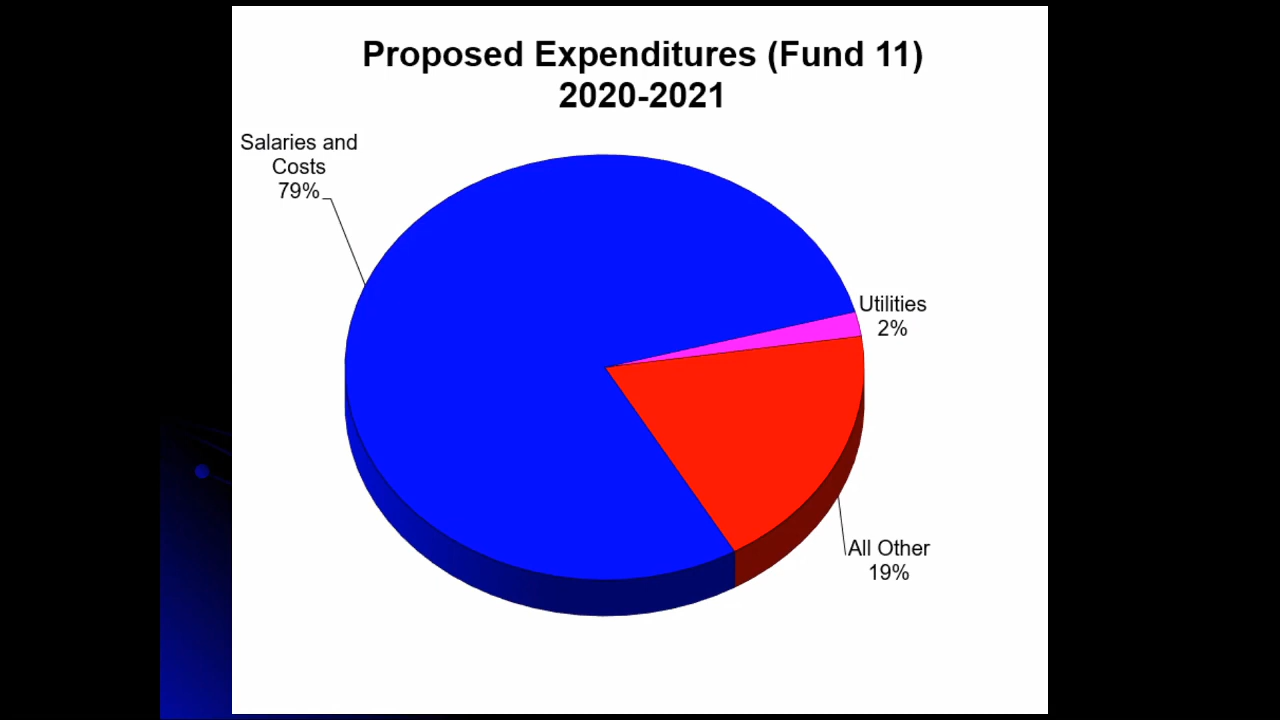 Proposed Expenditures (Fund 11)
2020-2021
Salaries and
Costs
79%
Utilities
2%
All Other
19%